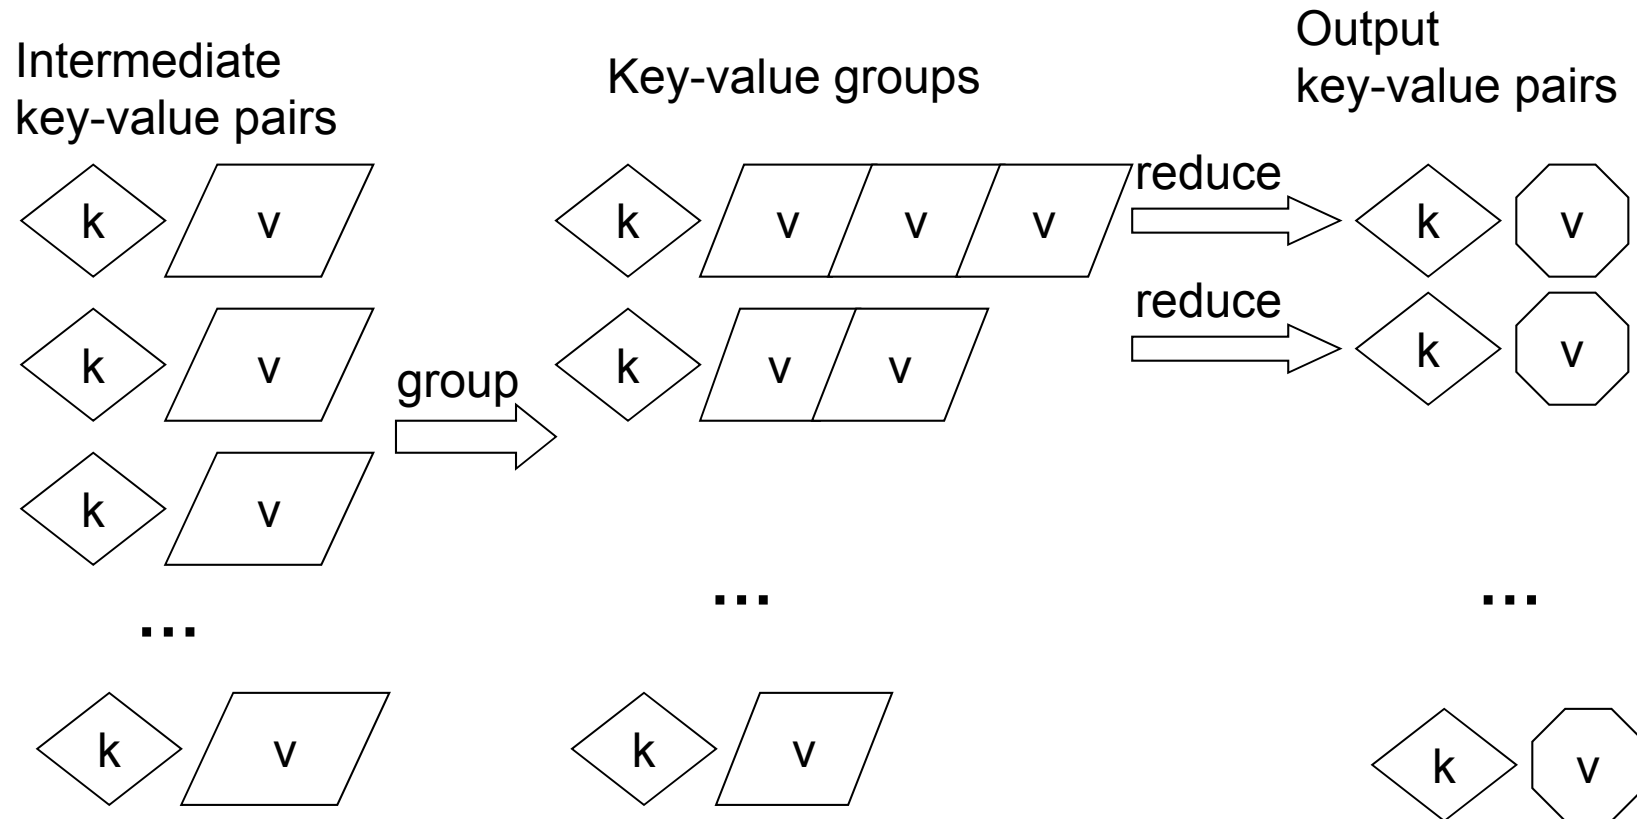 Intermediate
key-value pairs
Key-value groups
Output
key-value pairs
k v
k v v v
reduce
k v
k v
group
k v v
reduce
k v
k v
...
...
...
k v
k v
k v